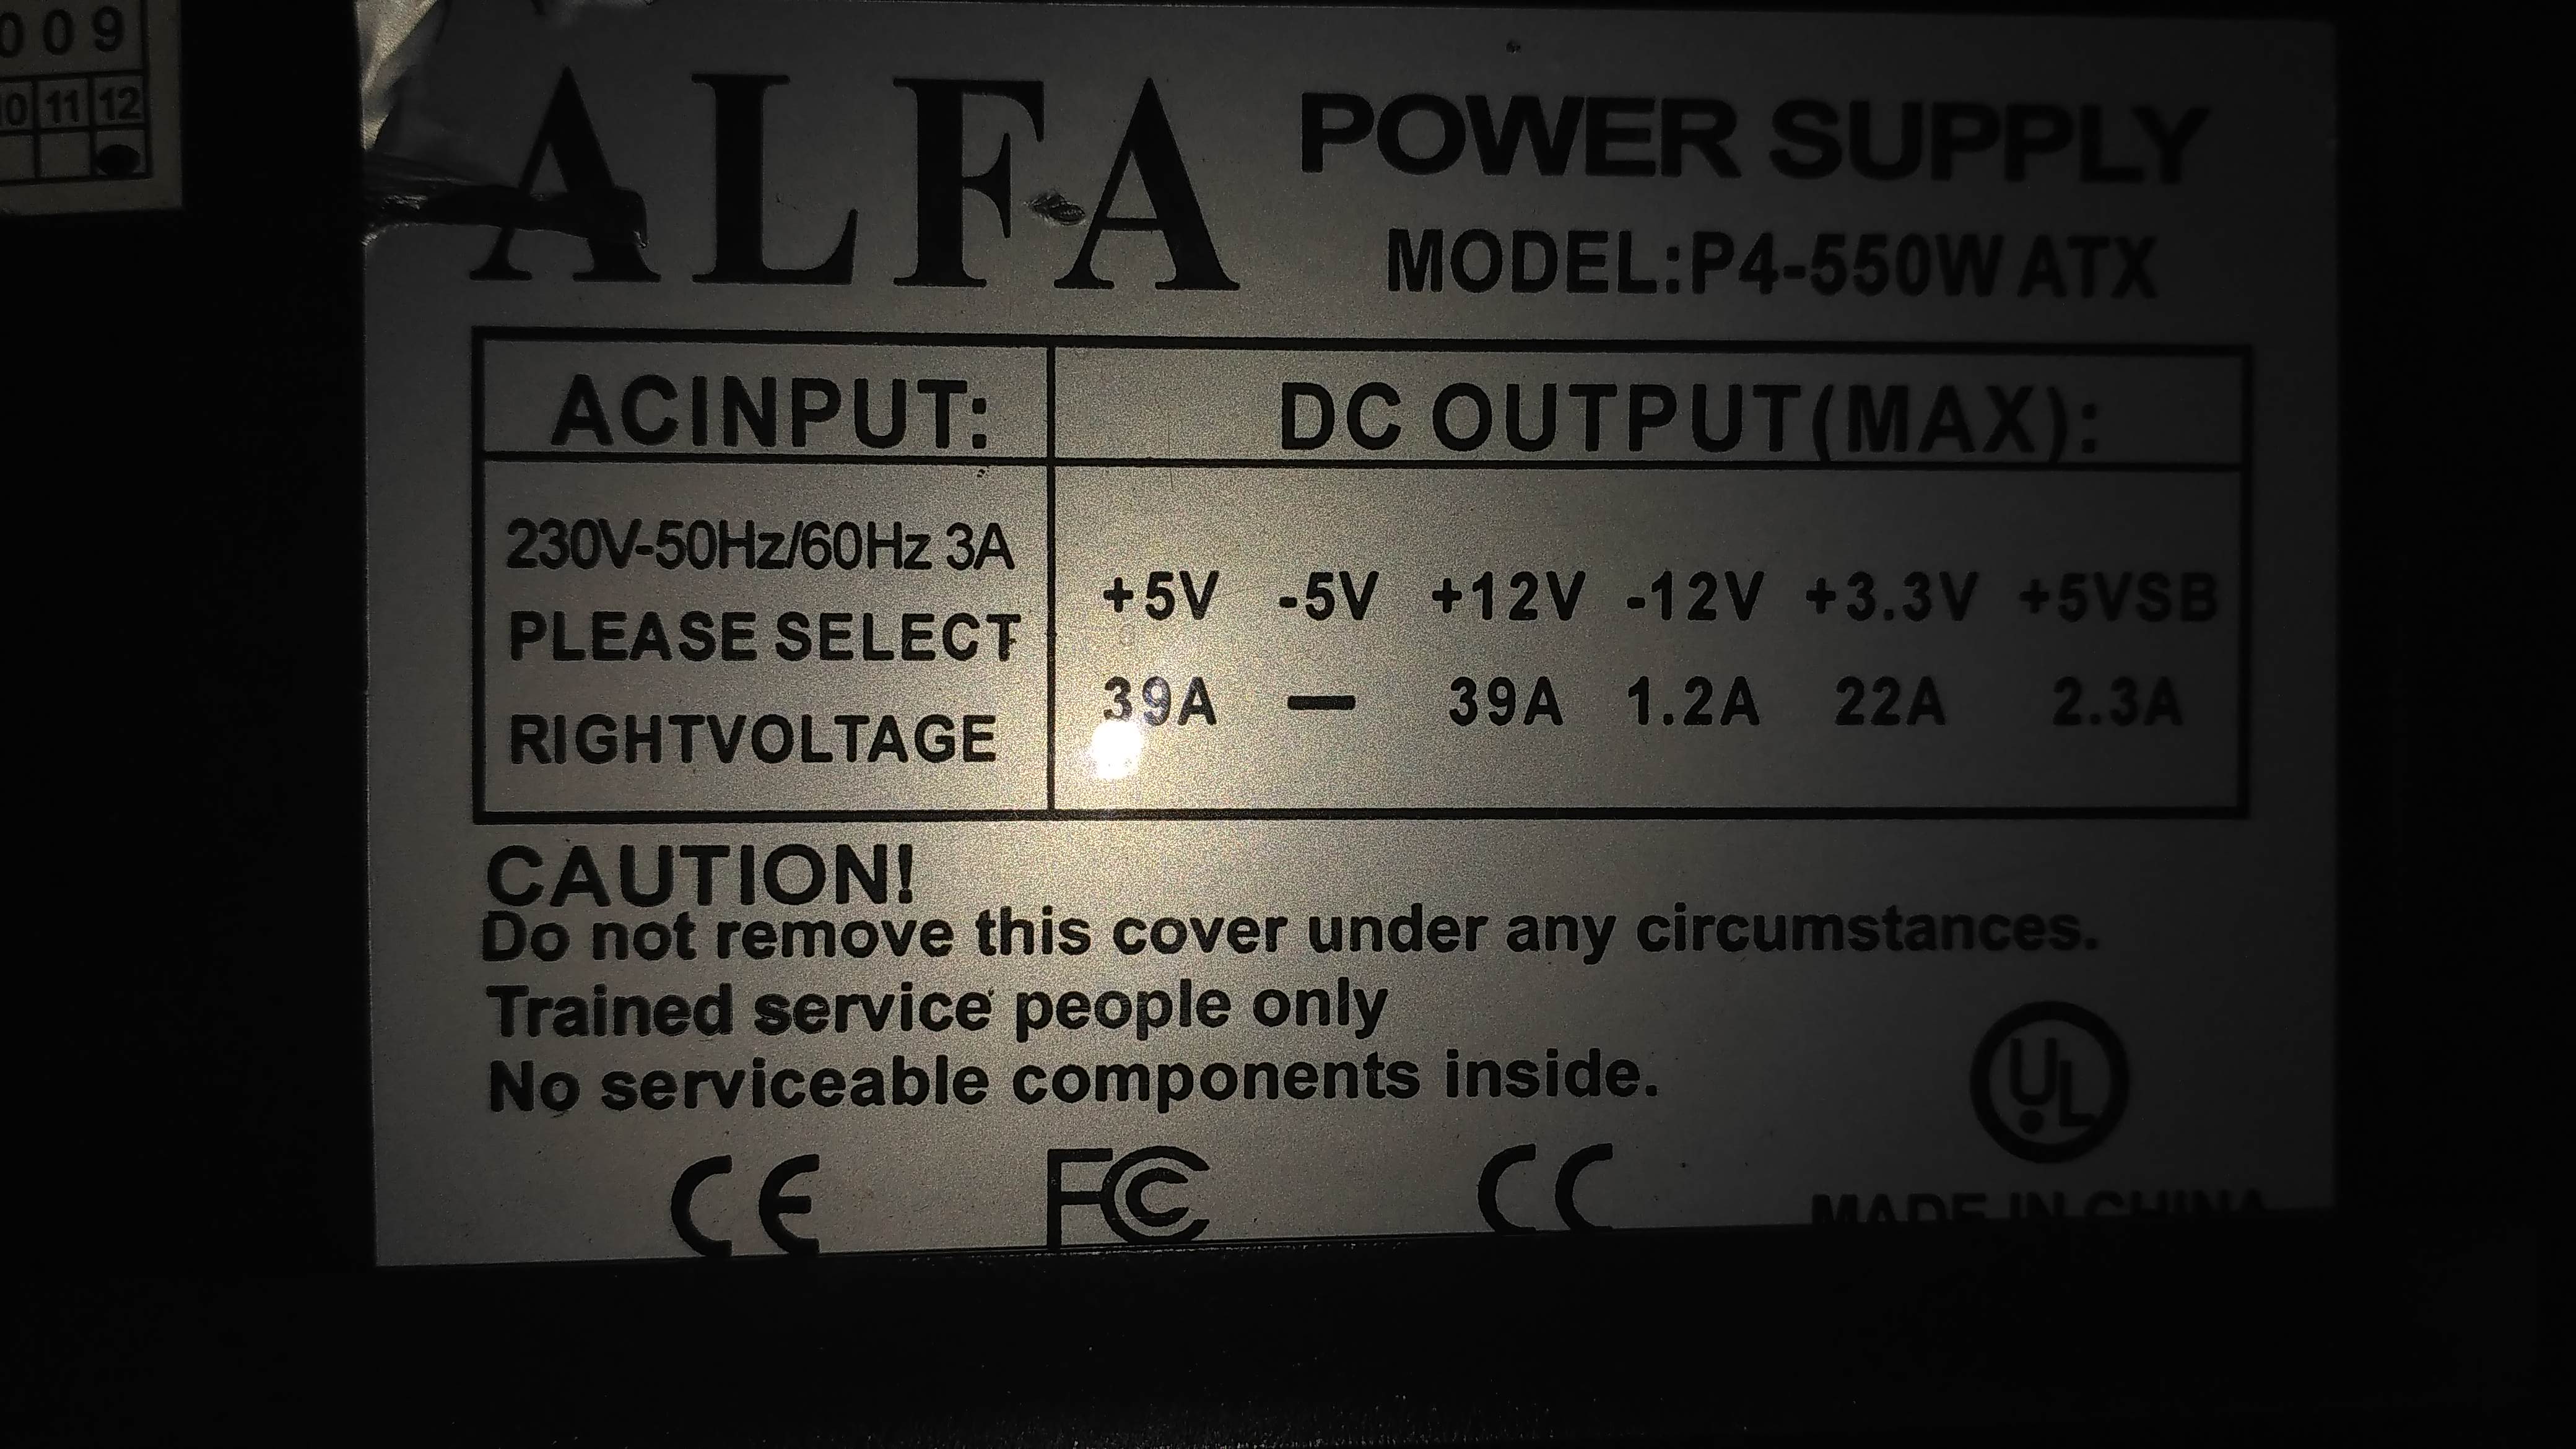 009
10 11 12
ALFA POWER SUPPLY
MODEL:P4-550W ATX
ACINPUT: DC OUTPUT(MAX):
230V-50Hz/60Hz 3A
PLEASE SELECT
RIGHTVOLTAGE
+5V -5V +12V -12V +3.3V +5VSB
39A — 39A 1.2A 22A 2.3A
CAUTION!
Do not remove this cover under any circumstances.
Trained service people only
No serviceable components inside.
UL
CE FC CC
MADE IN CHINA